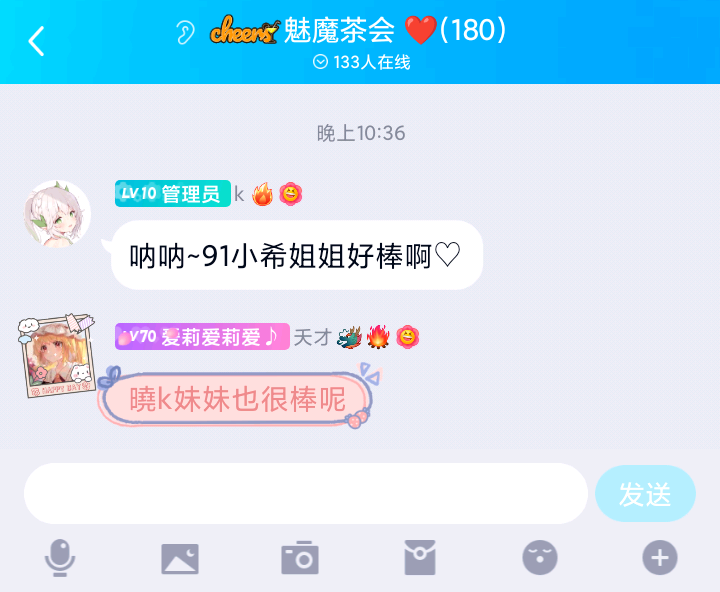 cheers 魅魔茶会 ❤️(180)
133人在线
晚上10:36
LV10 管理员 k 🔥
呐呐~91小希姐姐好棒啊♡
LV70 爱莉爱莉爱♪ 天才 🐲🔥
HAPPY DAY
曉k妹妹也很棒呢
发送